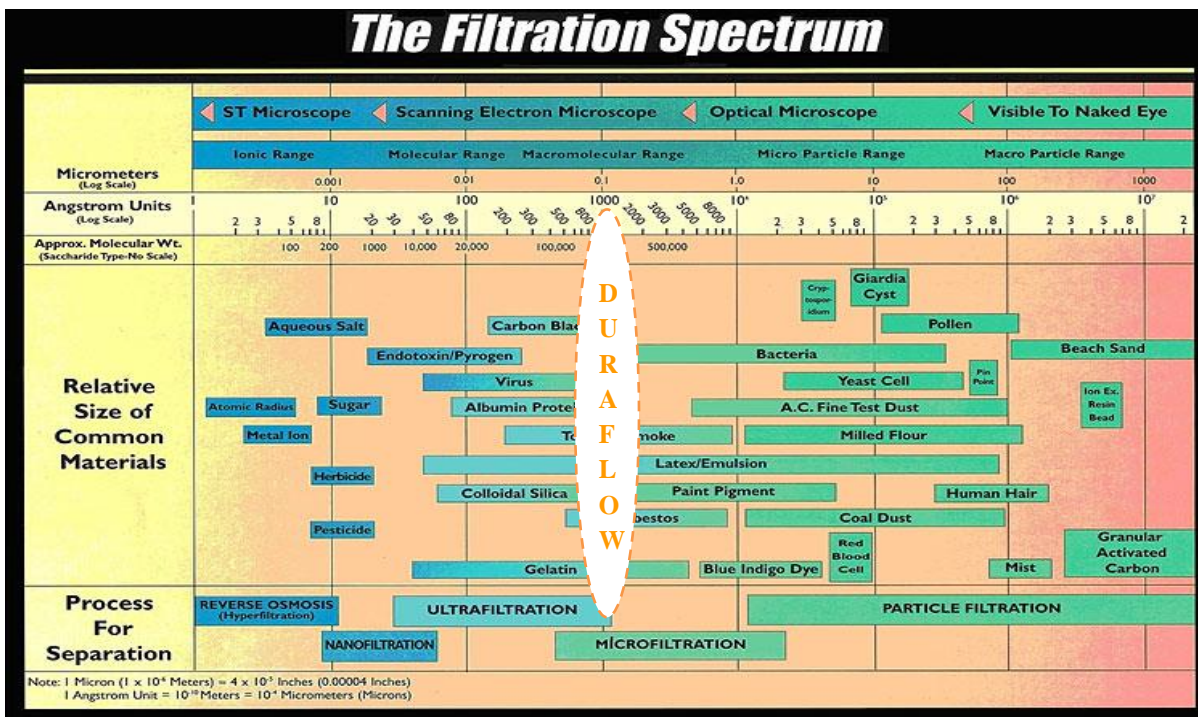 The Filtration Spectrum
ST Microscope Scanning Electron Microscope Optical Microscope Visible To Naked Eye
Ionic Range Molecular Range Macromolecular Range Micro Particle Range Macro Particle Range
Micrometers
(Log Scale)
0.001 0.01 0.1 1.0 10 100 1000
Angstrom Units
(Log Scale)
1 10 100 1000 10⁴ 10⁵ 10⁶ 10⁷
2 3 5 8 20 30 50 80 200 300 500 800 2000 3000 5000 8000 2 3 5 8 2 3 5 8 2 3 5 8 2
Approx. Molecular Wt.
(Saccharide Type-No Scale)
100 200 1000 10,000 20,000 100,000 500,000
Relative
Size of
Common
Materials
Giardia
Cyst
Cryp-
tospor-
idium
Aqueous Salt
Carbon
Pollen
Endotoxin/Pyrogen
Bacteria
Beach Sand
Virus
Yeast Cell
Pin
Point
Atomic Radius
Sugar
Albumin
A.C. Fine Test Dust
Ion Ex.
Resin
Bead
Metal Ion
Milled Flour
Latex/Emulsion
Herbicide
Colloidal Silica
Paint Pigment
Human Hair
Pesticide
Coal Dust
Red
Blood
Cell
Granular
Activated
Carbon
Gelatin
Blue Indigo Dye
Mist
D
U
R
A
F
L
O
W
Process
For
Separation
REVERSE OSMOSIS
(Hyperfiltration)
ULTRAFILTRATION
PARTICLE FILTRATION
NANOFILTRATION
MICROFILTRATION
Note: 1 Micron (1 x 10⁻⁶ Meters) = 4 x 10⁻⁵ Inches (0.00004 Inches)
1 Angstrom Unit = 10⁻¹⁰ Meters = 10⁻⁴ Micrometers (Microns)